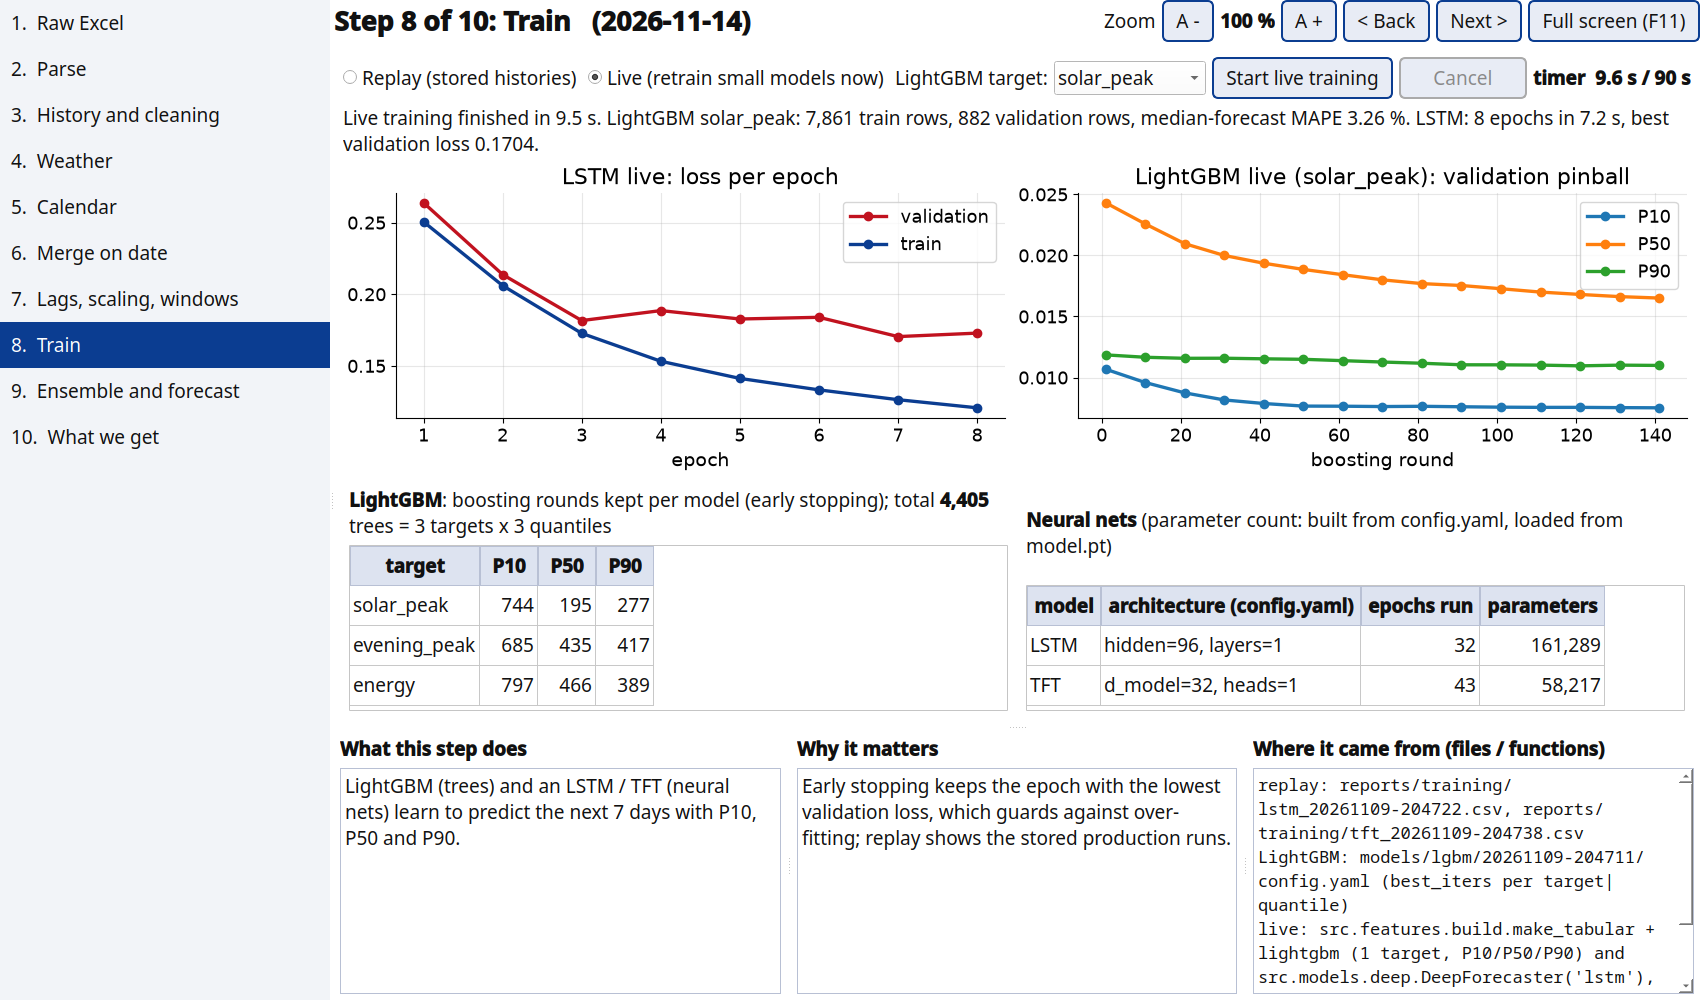 1. Raw Excel
2. Parse
3. History and cleaning
4. Weather
5. Calendar
6. Merge on date
7. Lags, scaling, windows
8. Train
9. Ensemble and forecast
10. What we get
Step 8 of 10: Train (2026-11-14)
Zoom A - 100 % A + < Back Next > Full screen (F11)
Replay (stored histories) Live (retrain small models now) LightGBM target: solar_peak Start live training Cancel timer 9.6 s / 90 s
Live training finished in 9.5 s. LightGBM solar_peak: 7,861 train rows, 882 validation rows, median-forecast MAPE 3.26 %. LSTM: 8 epochs in 7.2 s, best
validation loss 0.1704.
LSTM live: loss per epoch
validation
train
0.25
0.20
0.15
1 2 3 4 5 6 7 8
epoch
LightGBM live (solar_peak): validation pinball
P10
P50
P90
0.025
0.020
0.015
0.010
0 20 40 60 80 100 120 140
boosting round
LightGBM: boosting rounds kept per model (early stopping); total 4,405
trees = 3 targets x 3 quantiles
target P10 P50 P90
solar_peak 744 195 277
evening_peak 685 435 417
energy 797 466 389
Neural nets (parameter count: built from config.yaml, loaded from
model.pt)
model architecture (config.yaml) epochs run parameters
LSTM hidden=96, layers=1 32 161,289
TFT d_model=32, heads=1 43 58,217
What this step does
LightGBM (trees) and an LSTM / TFT (neural
nets) learn to predict the next 7 days with P10,
P50 and P90.
Why it matters
Early stopping keeps the epoch with the lowest
validation loss, which guards against over-
fitting; replay shows the stored production runs.
Where it came from (files / functions)
replay: reports/training/
lstm_20261109-204722.csv, reports/
training/tft_20261109-204738.csv
LightGBM: models/lgbm/20261109-204711/
config.yaml (best_iters per target|
quantile)
live: src.features.build.make_tabular +
lightgbm (1 target, P10/P50/P90) and
src.models.deep.DeepForecaster('lstm'),